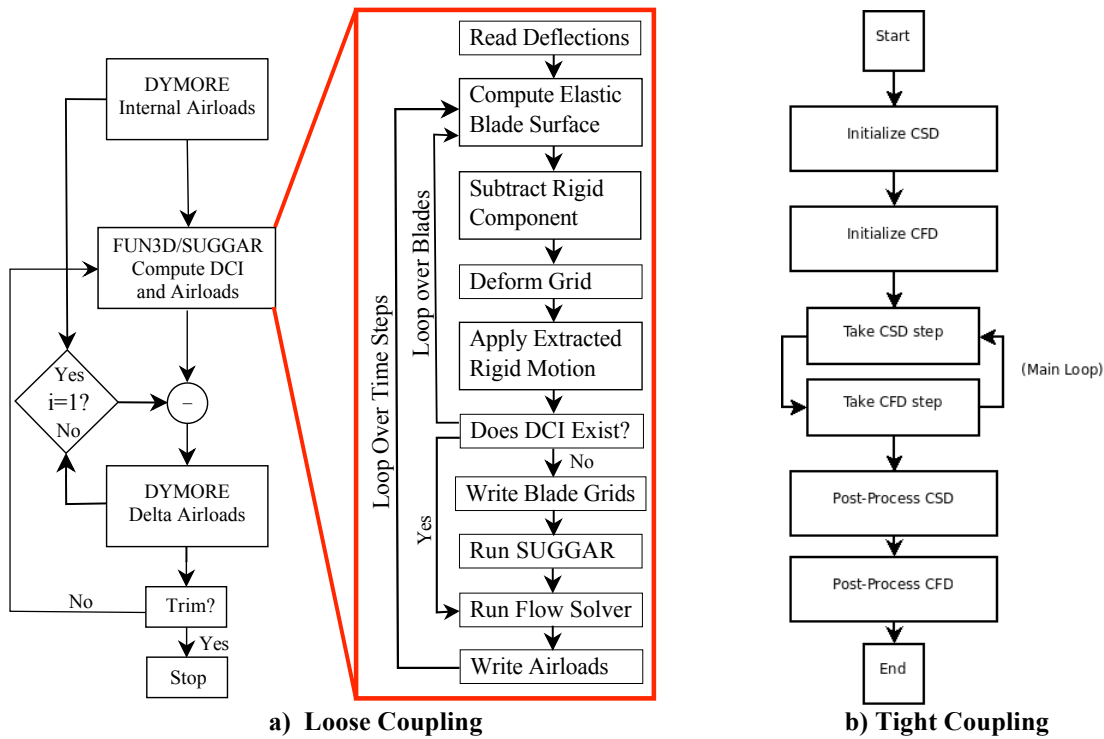 DYMORE
Internal Airloads
FUN3D/SUGGAR
Compute DCI
and Airloads
Yes
i=1?
No
−
DYMORE
Delta Airloads
No
Trim?
Yes
Stop
Read Deflections
Compute Elastic
Blade Surface
Subtract Rigid
Component
Deform Grid
Apply Extracted
Rigid Motion
Does DCI Exist?
No
Write Blade Grids
Run SUGGAR
Run Flow Solver
Write Airloads
Loop over Blades
Loop Over Time Steps
Yes
a) Loose Coupling
Start
Initialize CSD
Initialize CFD
Take CSD step
(Main Loop)
Take CFD step
Post-Process CSD
Post-Process CFD
End
b) Tight Coupling